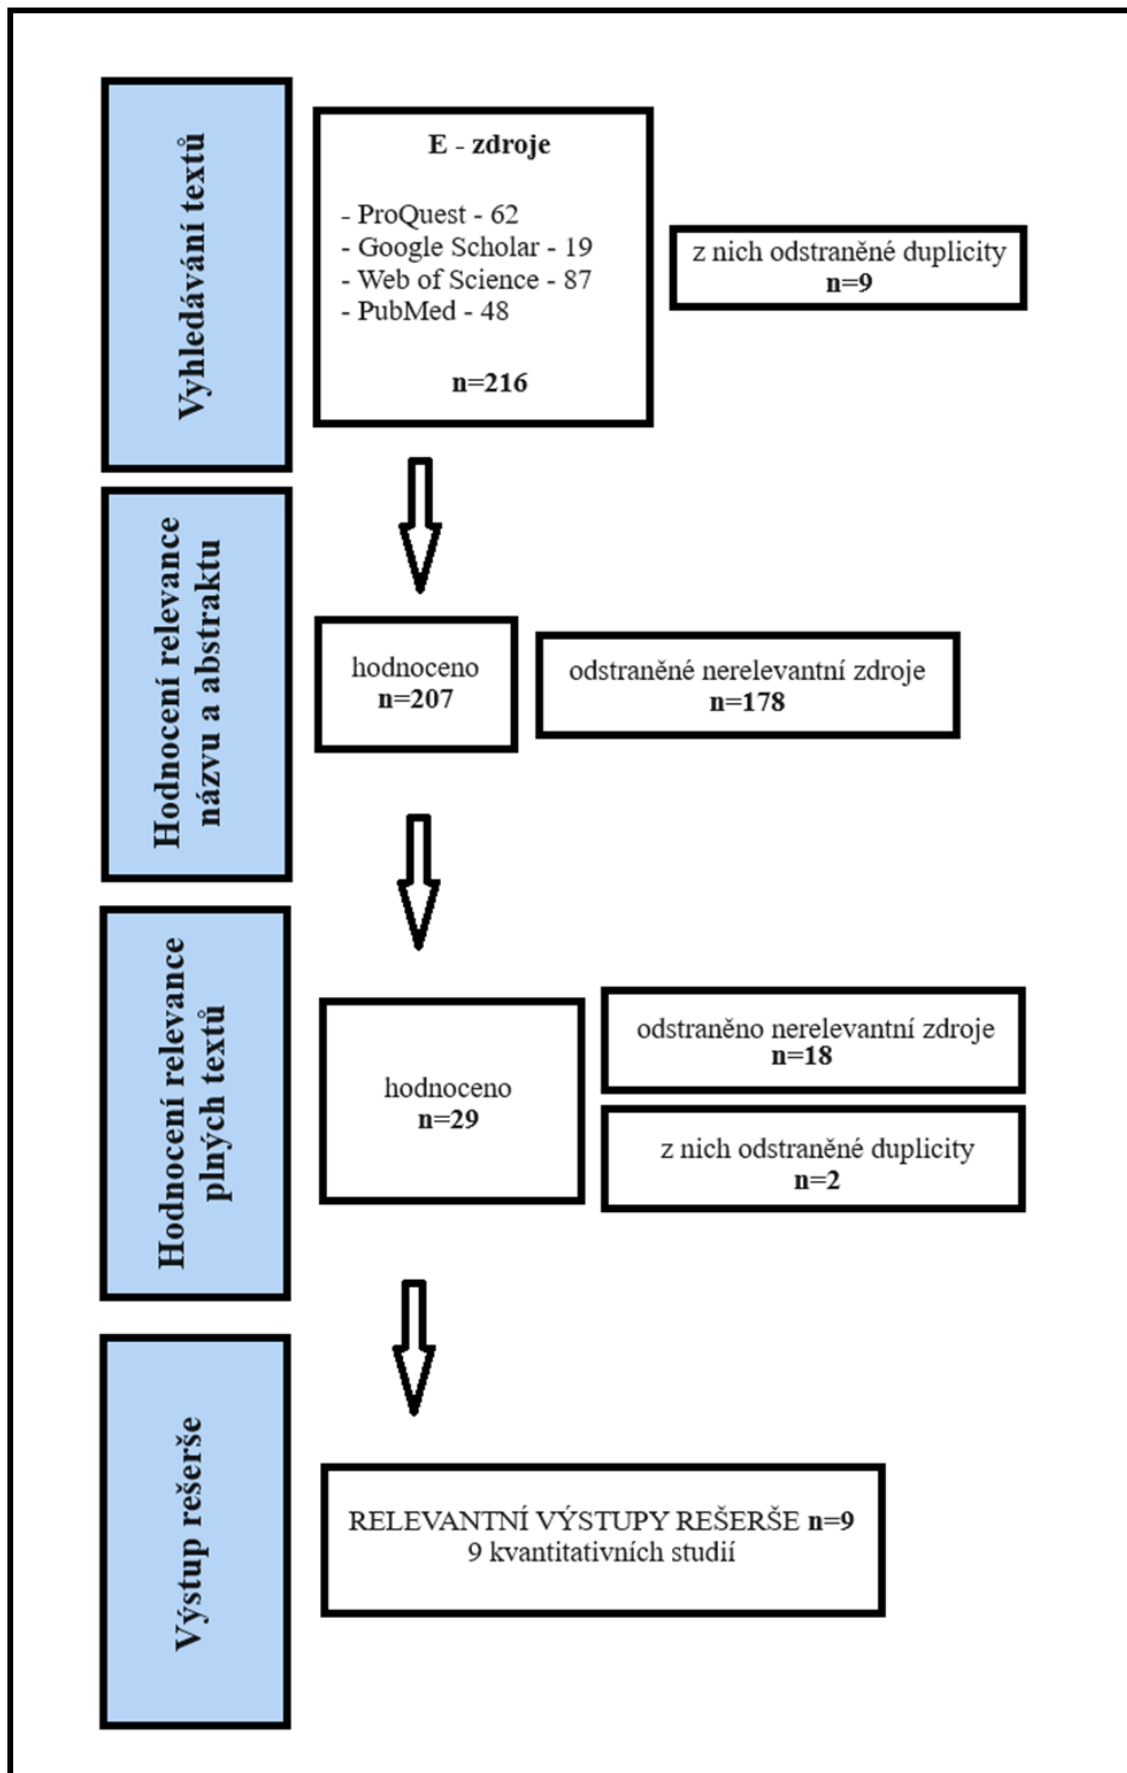 Vyhledávání textů
E - zdroje
- ProQuest - 62
- Google Scholar - 19
- Web of Science - 87
- PubMed - 48
n=216
z nich odstraněné duplicity
n=9
Hodnocení relevance
názvu a abstraktu
hodnoceno
n=207
odstraněné nerelevantní zdroje
n=178
Hodnocení relevance
plných textů
hodnoceno
n=29
odstraněno nerelevantní zdroje
n=18
z nich odstraněné duplicity
n=2
Výstup rešerše
RELEVANTNÍ VÝSTUPY REŠERŠE n=9
9 kvantitativních studií